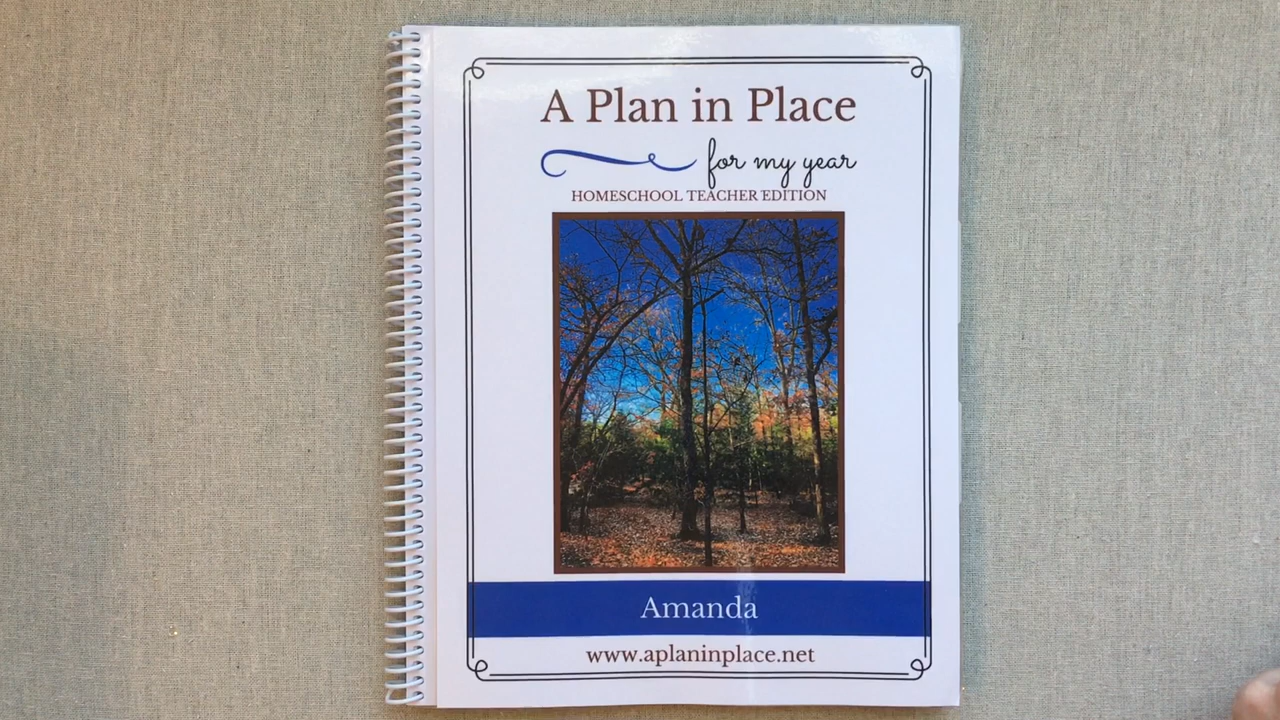 A Plan in Place
for my year
HOMESCHOOL TEACHER EDITION
Amanda
www.aplaninplace.net